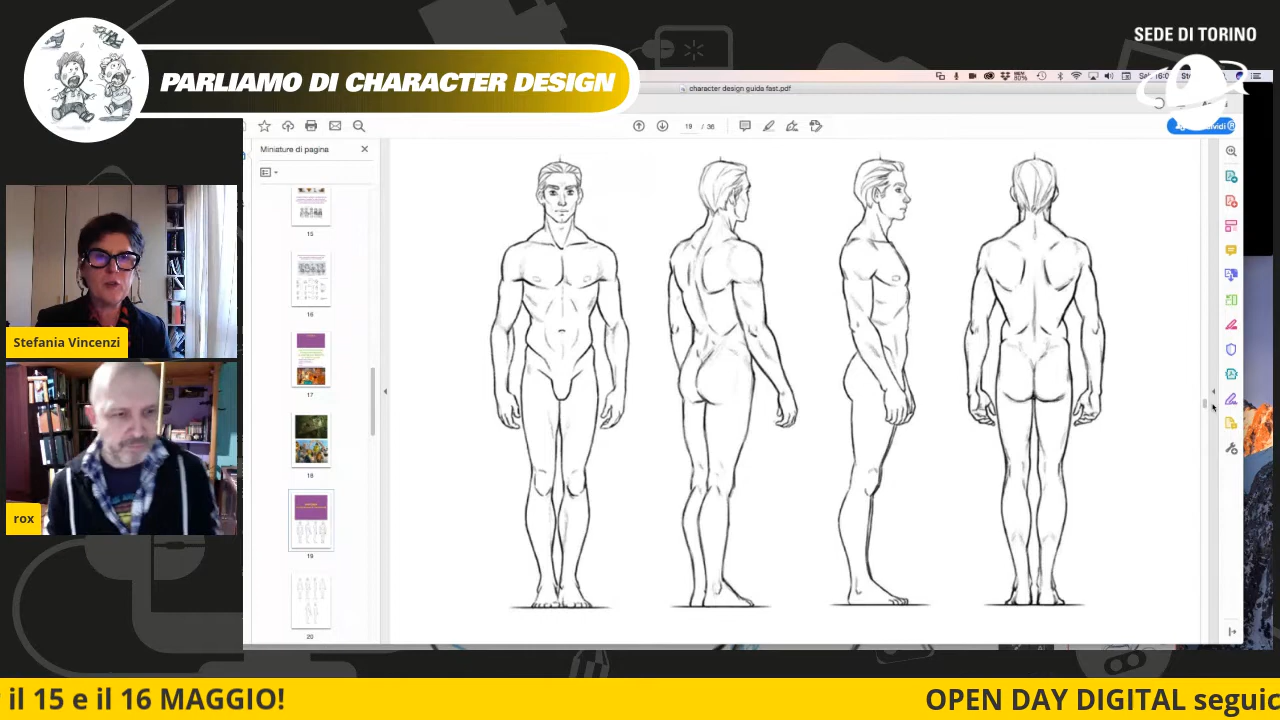 SEDE DI TORINO
PARLIAMO DI CHARACTER DESIGN
character design guida fast.pdf
19 / 36
Miniature di pagina
15
16
17
18
19
20
Stefania Vincenzi
rox
il 15 e il 16 MAGGIO!
OPEN DAY DIGITAL seguic